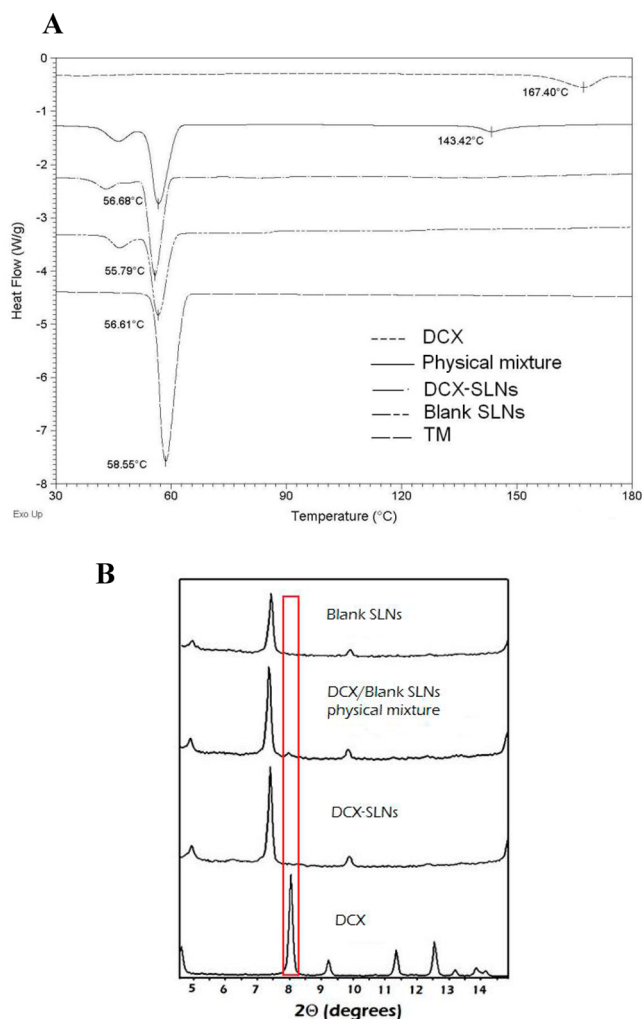 A
0
-1
-2
-3
-4
-5
-6
-7
-8
Heat Flow (W/g)
167.40°C
143.42°C
56.68°C
55.79°C
56.61°C
58.55°C
DCX
Physical mixture
DCX-SLNs
Blank SLNs
TM
30 60 90 120 150 180
Exo Up
Temperature (°C)
B
Blank SLNs
DCX/Blank SLNs
physical mixture
DCX-SLNs
DCX
5 6 7 8 9 10 11 12 13 14
2Θ (degrees)